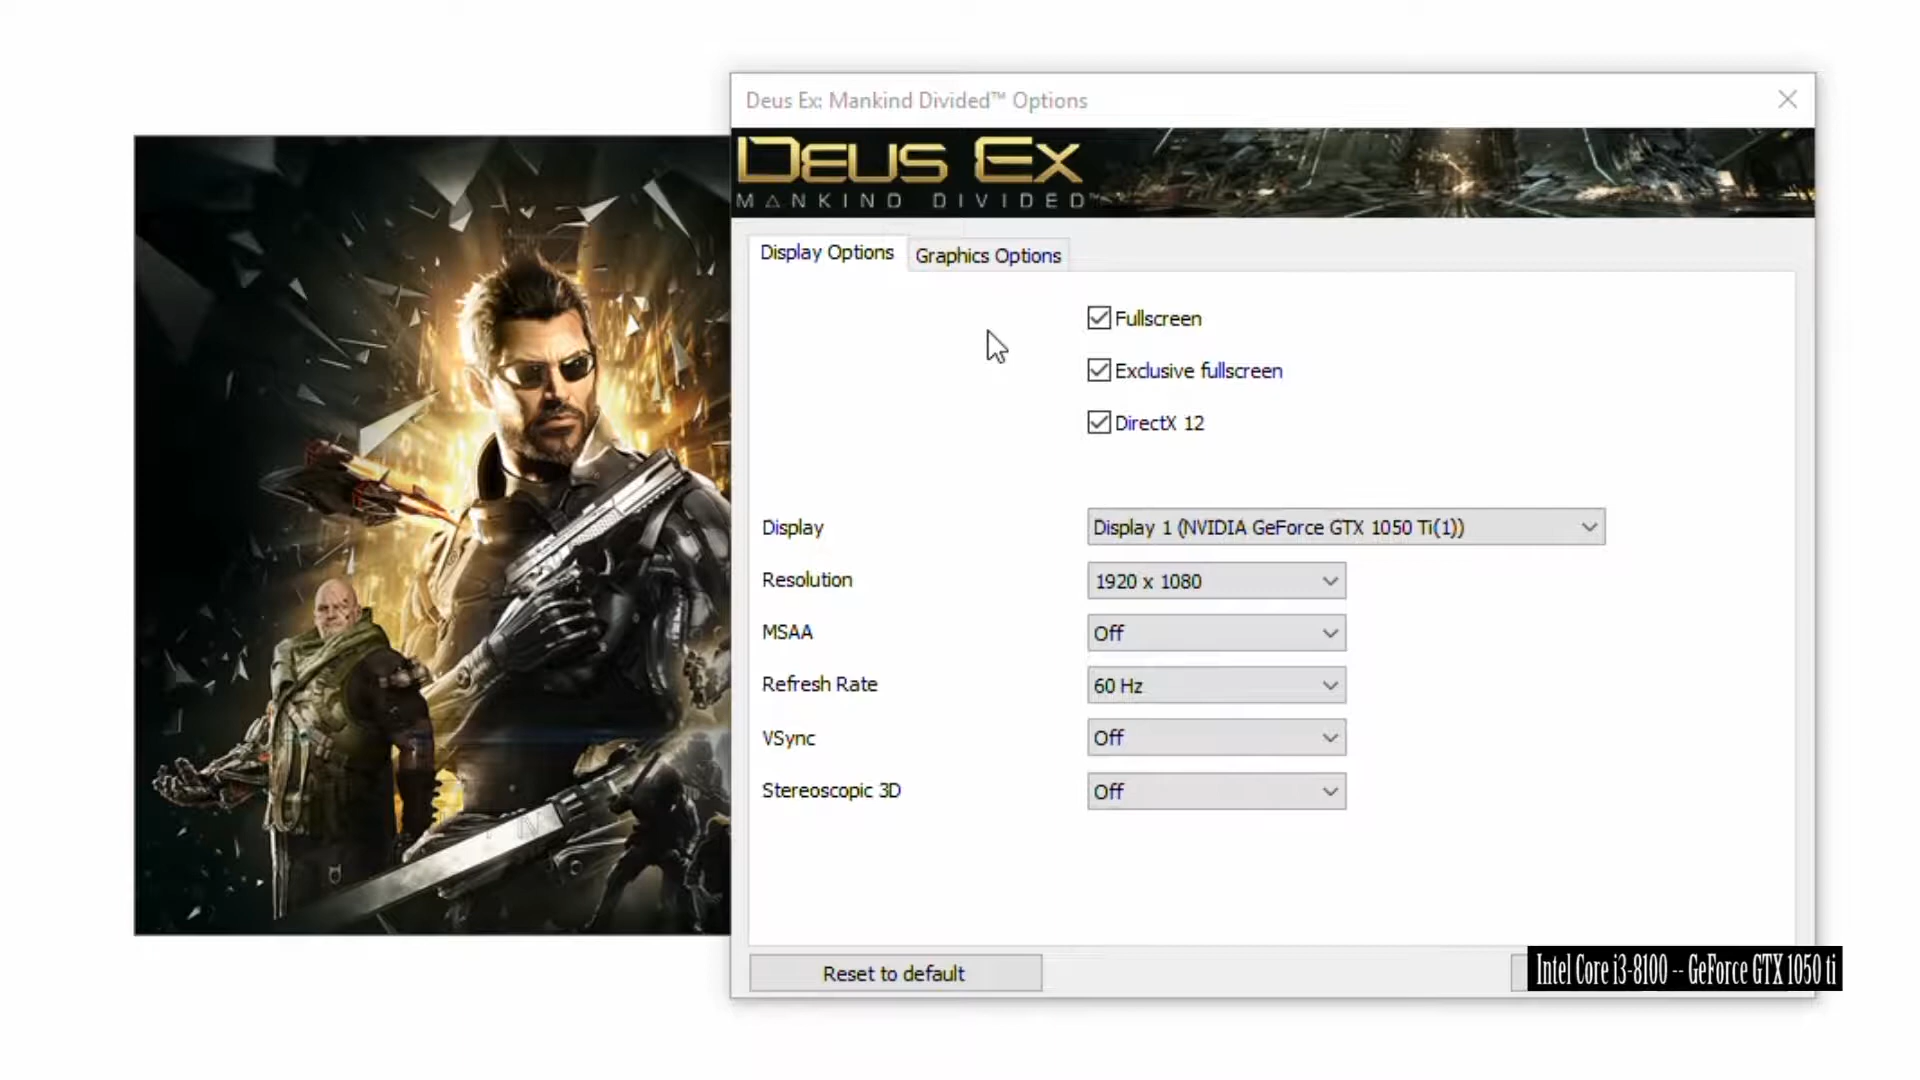 Deus Ex: Mankind Divided™ Options
DEUS EX
MANKIND DIVIDED™
Display Options
Graphics Options
Fullscreen
Exclusive fullscreen
DirectX 12
Display
Display 1 (NVIDIA GeForce GTX 1050 Ti(1))
Resolution
1920 x 1080
MSAA
Off
Refresh Rate
60 Hz
VSync
Off
Stereoscopic 3D
Off
Reset to default
Intel Core i3-8100 -- GeForce GTX 1050 ti